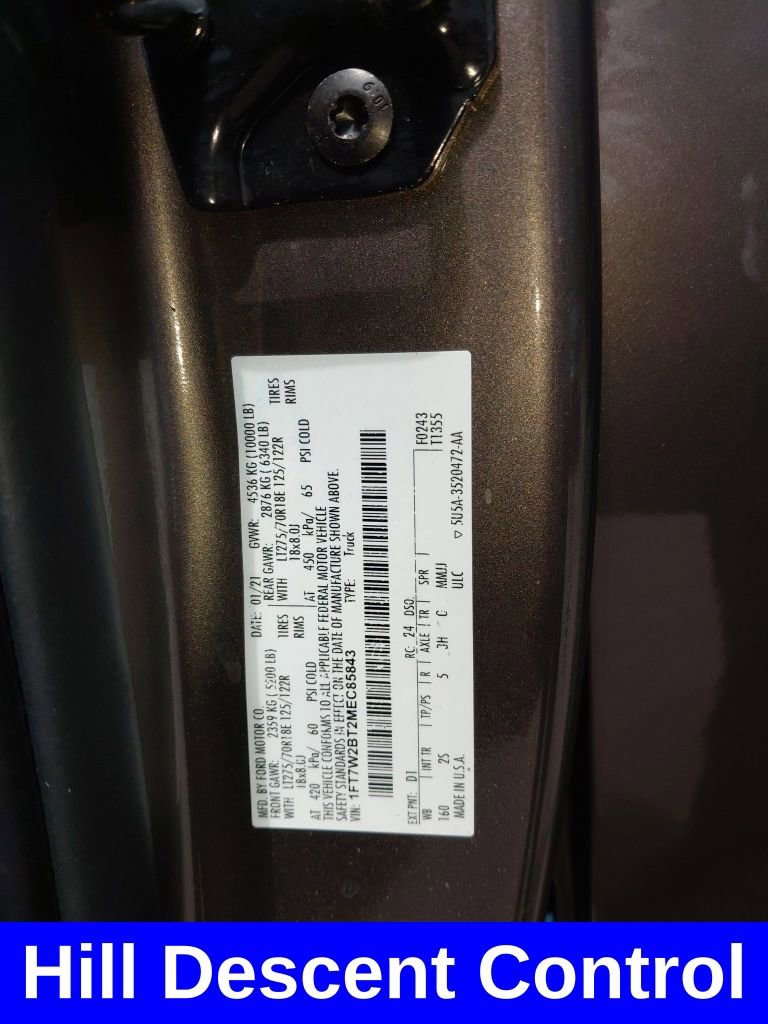 10.9
MFD. BY FORD MOTOR CO.
DATE: 01/21 GVWR: 4536 KG (10000 LB)
FRONT GAWR: 2359 KG ( 5200 LB) REAR GAWR: 2876 KG ( 6340 LB)
WITH LT275/70R18E 125/122R TIRES WITH LT275/70R18E 125/122R TIRES
18x8.0J RIMS 18x8.0J RIMS
AT 420 kPa/ 60 PSI COLD AT 450 kPa/ 65 PSI COLD
THIS VEHICLE CONFORMS TO ALL APPLICABLE FEDERAL MOTOR VEHICLE
SAFETY STANDARDS IN EFFECT ON THE DATE OF MANUFACTURE SHOWN ABOVE.
VIN: 1FT7W2BT2MEC85843 TYPE: Truck
EXT PNT: D1 RC: 24 DSO: F0243
WB INT TR TP/PS R AXLE TR SPR T1355
160 2S 5 3H C MMJJ
MADE IN U.S.A. ULC ▽ 5U5A-3520472-AA
Hill Descent Control